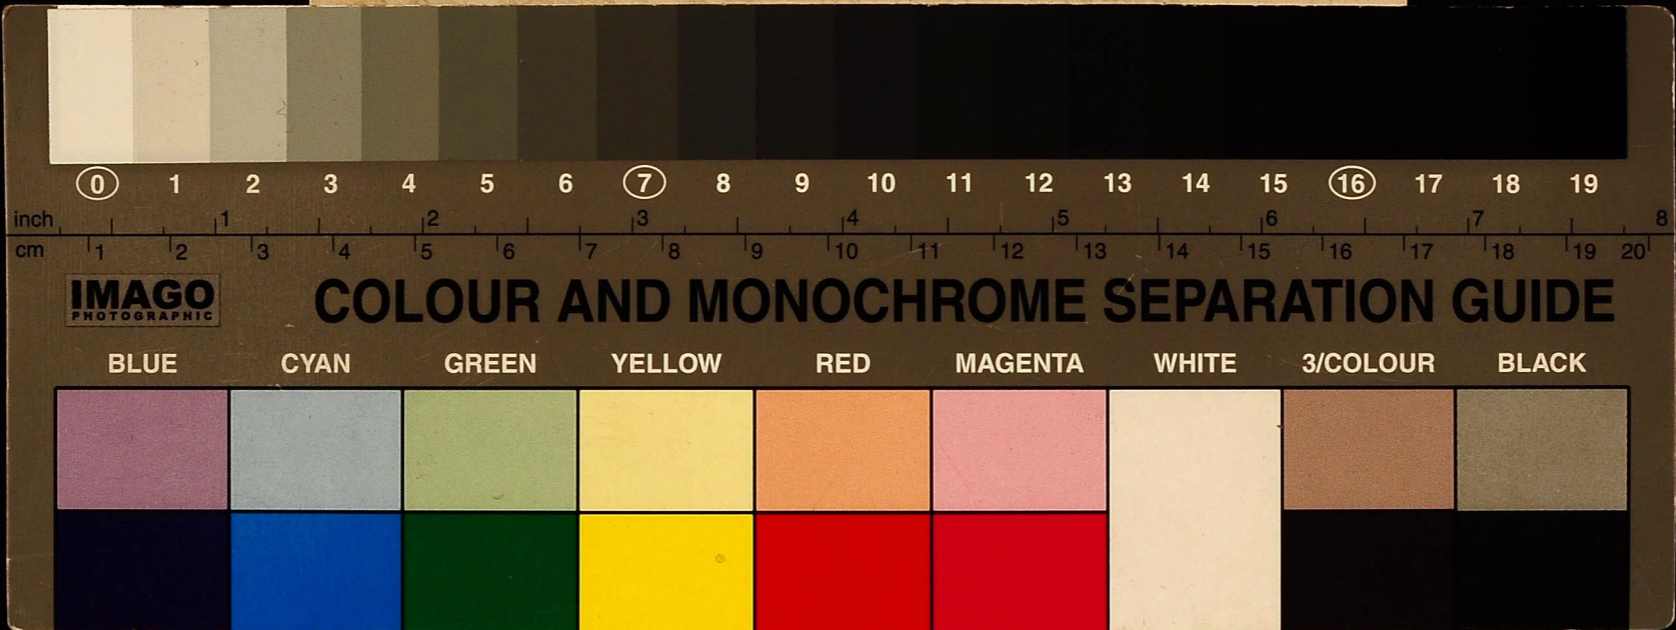 0 1 2 3 4 5 6 7 8 9 10 11 12 13 14 15 16 17 18 19
inch 1 2 3 4 5 6 7 8
cm 1 2 3 4 5 6 7 8 9 10 11 12 13 14 15 16 17 18 19 20
IMAGO
PHOTOGRAPHIC
COLOUR AND MONOCHROME SEPARATION GUIDE
BLUE CYAN GREEN YELLOW RED MAGENTA WHITE 3/COLOUR BLACK